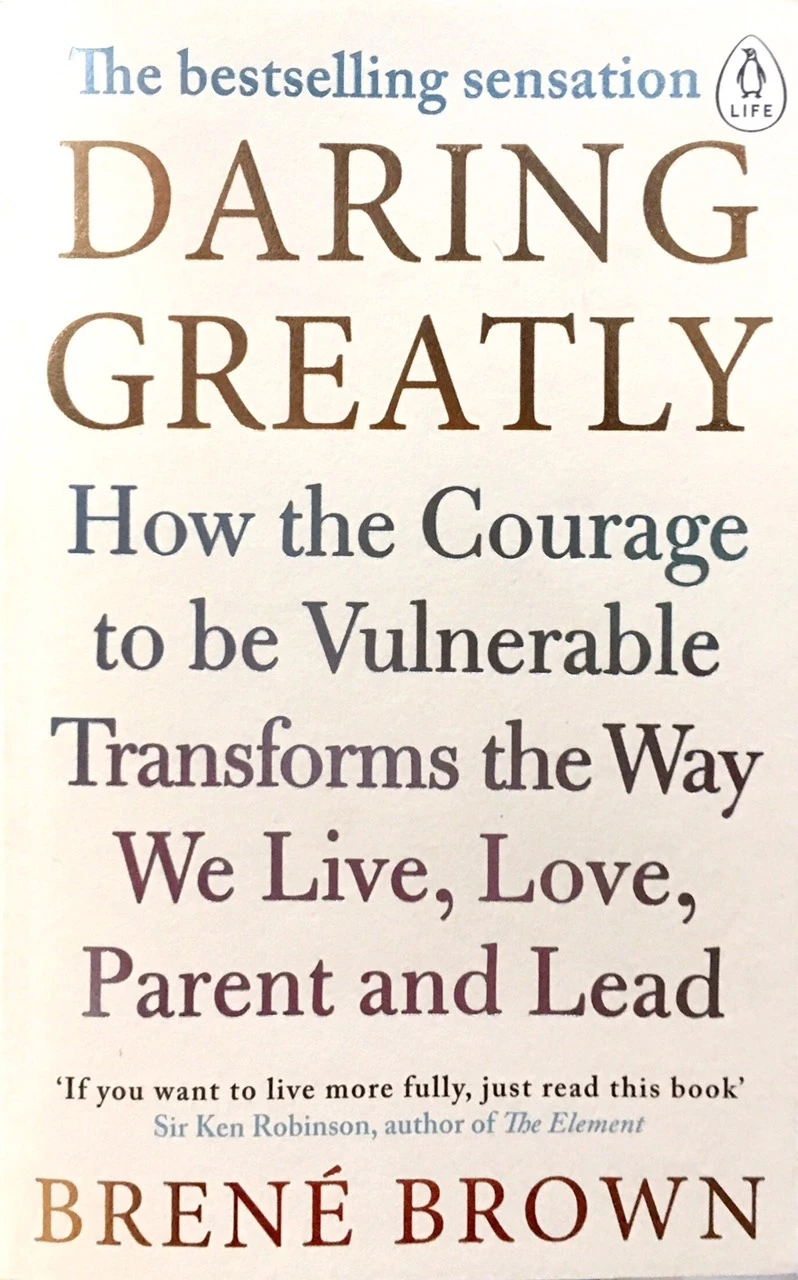 The bestselling sensation
LIFE
DARING
GREATLY
How the Courage
to be Vulnerable
Transforms the Way
We Live, Love,
Parent and Lead
‘If you want to live more fully, just read this book’
Sir Ken Robinson, author of The Element
BRENÉ BROWN